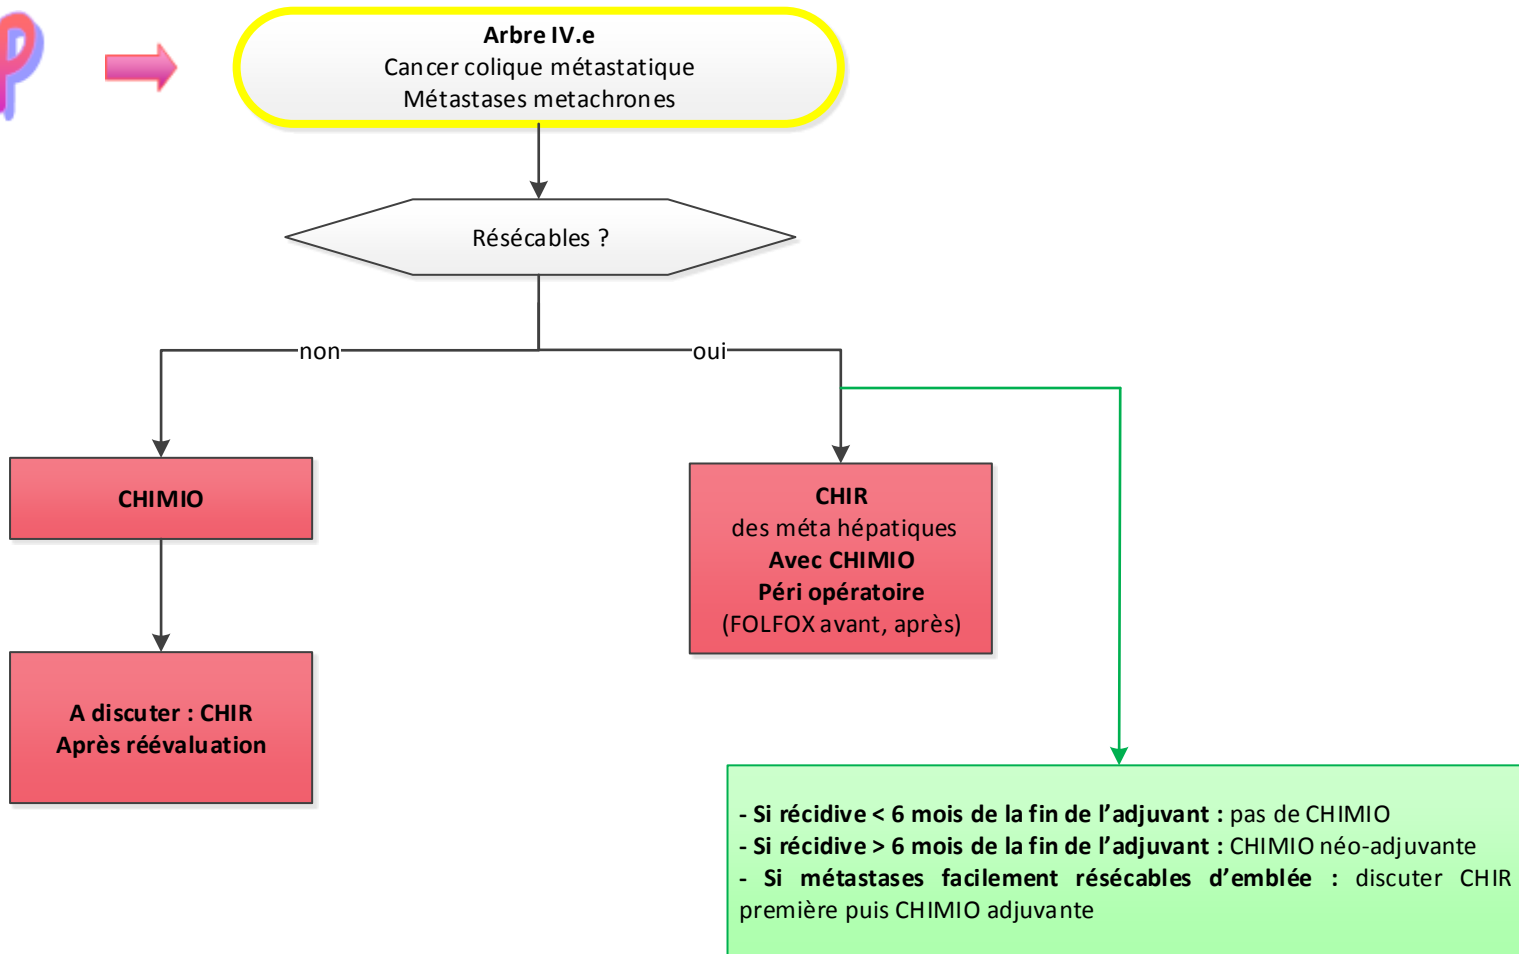 Arbre IV.e
Cancer colique métastatique
Métastases metachrones
Résécables ?
non
oui
CHIMIO
CHIR
des méta hépatiques
Avec CHIMIO
Péri opératoire
(FOLFOX avant, après)
A discuter : CHIR
Après réévaluation
- Si récidive < 6 mois de la fin de l’adjuvant : pas de CHIMIO
- Si récidive > 6 mois de la fin de l’adjuvant : CHIMIO néo-adjuvante
- Si métastases facilement résécables d’emblée : discuter CHIR
première puis CHIMIO adjuvante